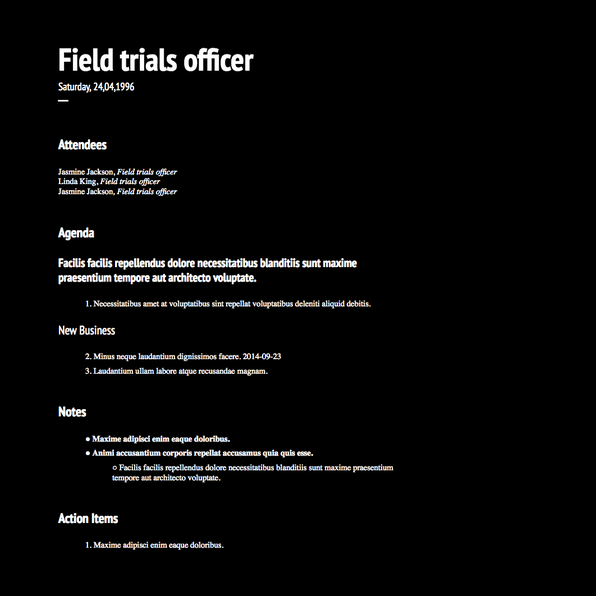 Field trials officer
Saturday, 24,04,1996
—
Attendees
Jasmine Jackson, Field trials officer
Linda King, Field trials officer
Jasmine Jackson, Field trials officer
Agenda
Facilis facilis repellendus dolore necessitatibus blanditiis sunt maxime
praesentium tempore aut architecto voluptate.
1. Necessitatibus amet at voluptatibus sint repellat voluptatibus deleniti aliquid debitis.
New Business
2. Minus neque laudantium dignissimos facere. 2014-09-23
3. Laudantium ullam labore atque recusandae magnam.
Notes
● Maxime adipisci enim eaque doloribus.
● Animi accusantium corporis repellat accusamus quia quis esse.
○ Facilis facilis repellendus dolore necessitatibus blanditiis sunt maxime praesentium
tempore aut architecto voluptate.
Action Items
1. Maxime adipisci enim eaque doloribus.